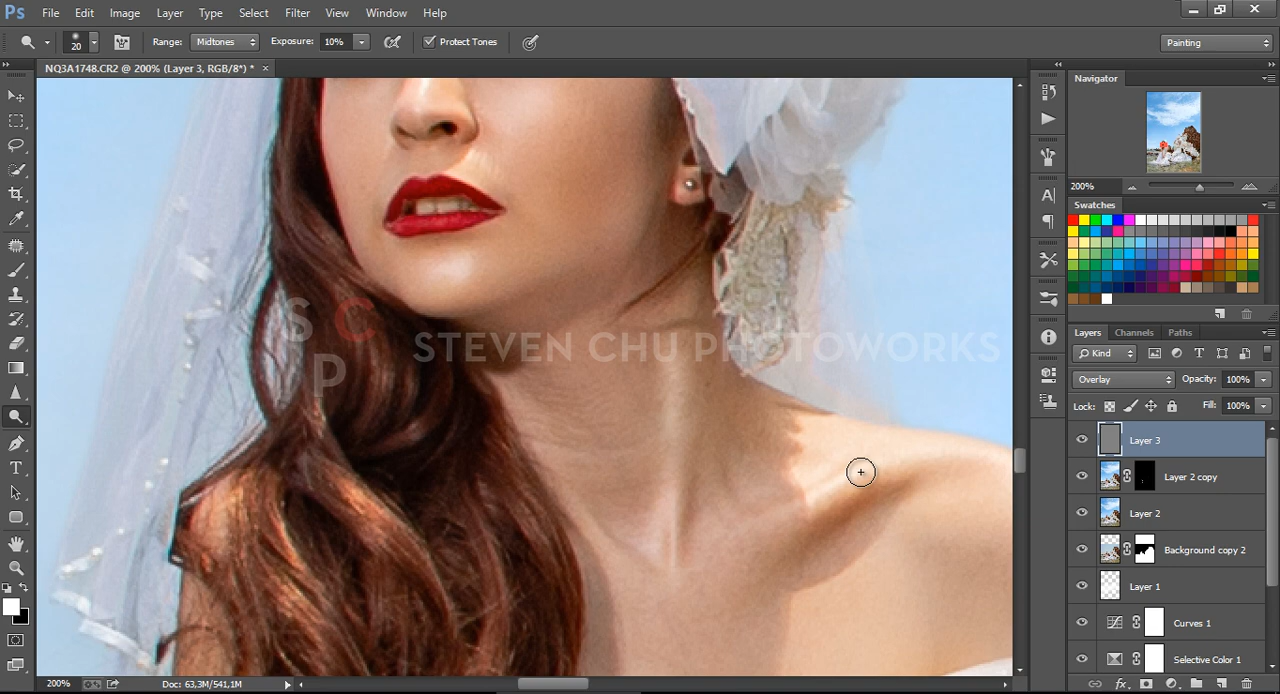 Ps File Edit Image Layer Type Select Filter View Window Help
20 Range: Midtones Exposure: 10% Protect Tones Painting
NQ3A1748.CR2 @ 200% (Layer 3, RGB/8*) * ×
Navigator
200%
Swatches
S C
P
STEVEN CHU PHOTOWORKS
Layers Channels Paths
Kind
Overlay Opacity: 100%
Lock: Fill: 100%
Layer 3
Layer 2 copy
Layer 2
Background copy 2
Layer 1
Curves 1
Selective Color 1
200% Doc: 63,3M/541,1M